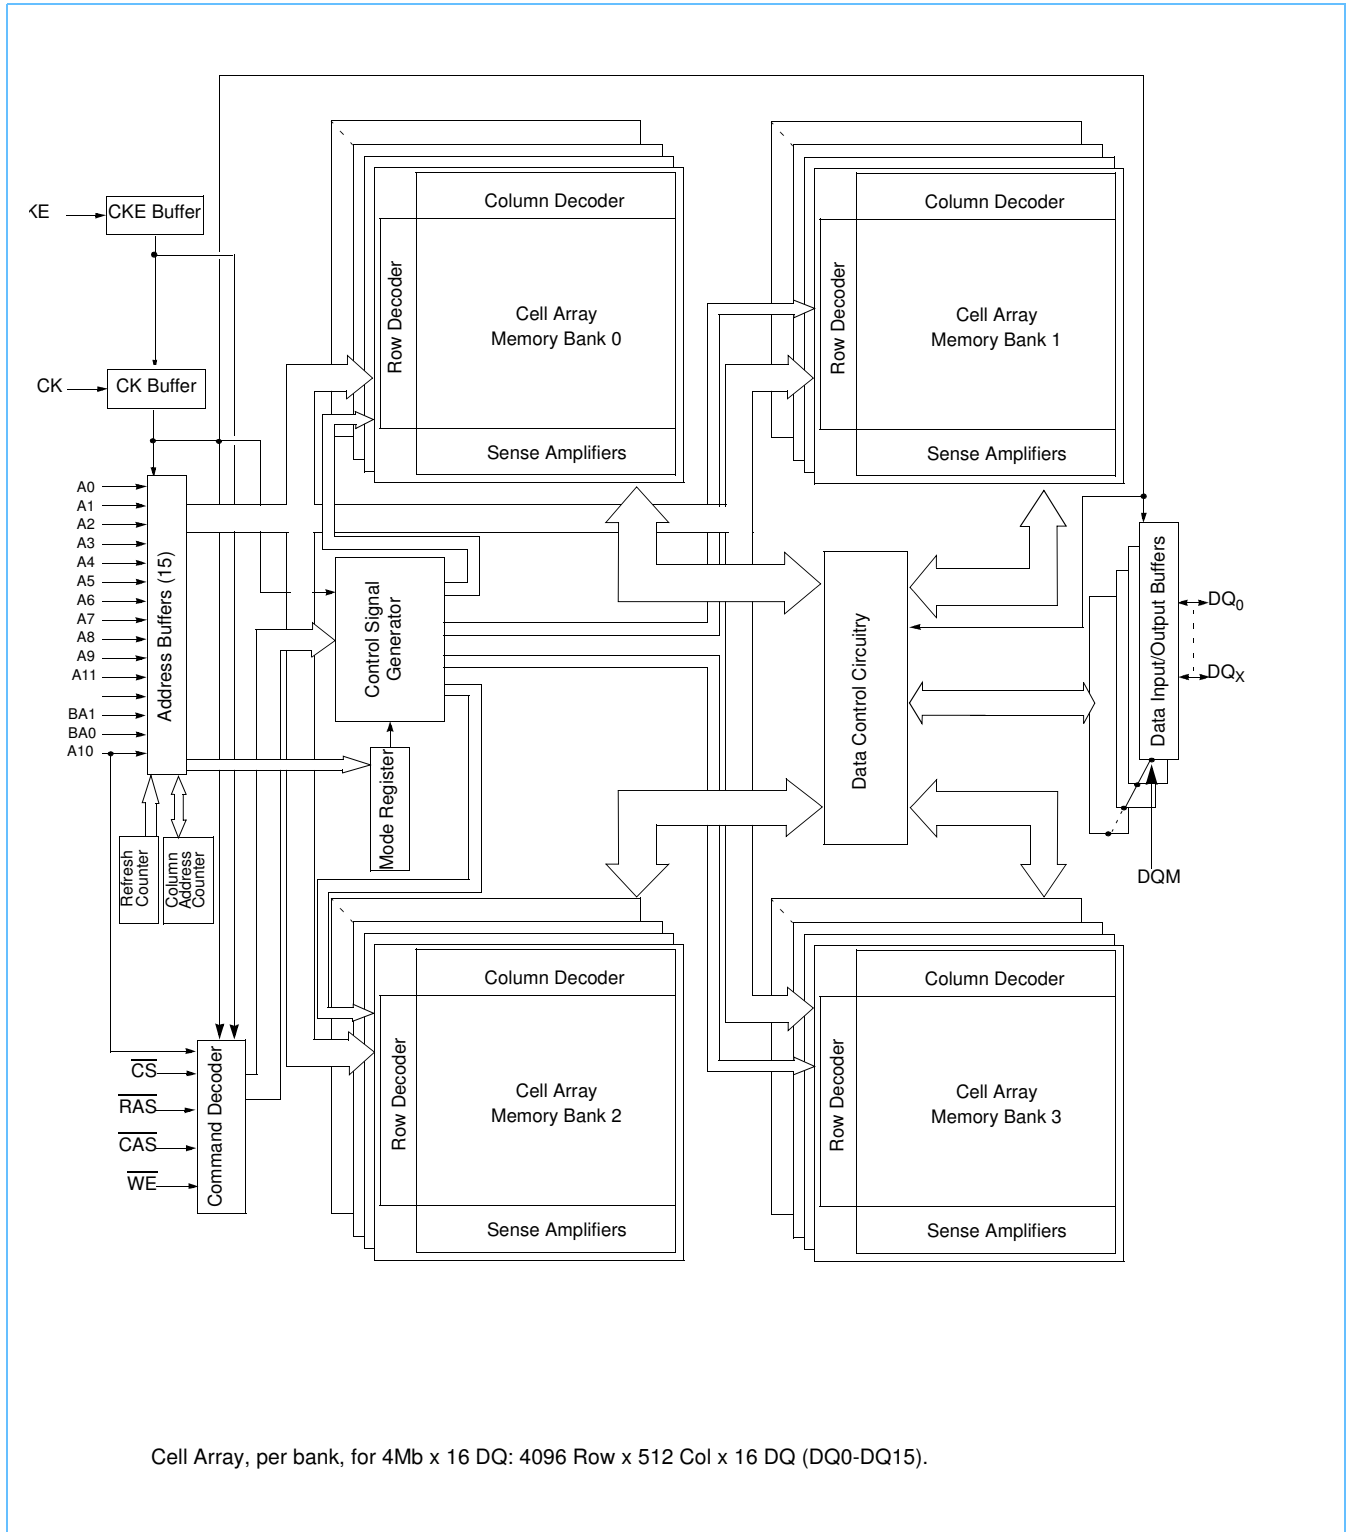 Column Decoder
Row Decoder
Cell Array
Memory Bank 0
Sense Amplifiers
Column Decoder
Row Decoder
Cell Array
Memory Bank 1
Sense Amplifiers
KE
CKE Buffer
CK
CK Buffer
A0
A1
A2
A3
A4
A5
A6
A7
A8
A9
A11
BA1
BA0
A10
Address Buffers (15)
Control Signal
Generator
Mode Register
Refresh
Counter
Column
Address
Counter
Data Control Circuitry
Data Input/Output Buffers
DQ0
DQX
DQM
CS
RAS
CAS
WE
Command Decoder
Column Decoder
Row Decoder
Cell Array
Memory Bank 2
Sense Amplifiers
Column Decoder
Row Decoder
Cell Array
Memory Bank 3
Sense Amplifiers
Cell Array, per bank, for 4Mb x 16 DQ: 4096 Row x 512 Col x 16 DQ (DQ0-DQ15).